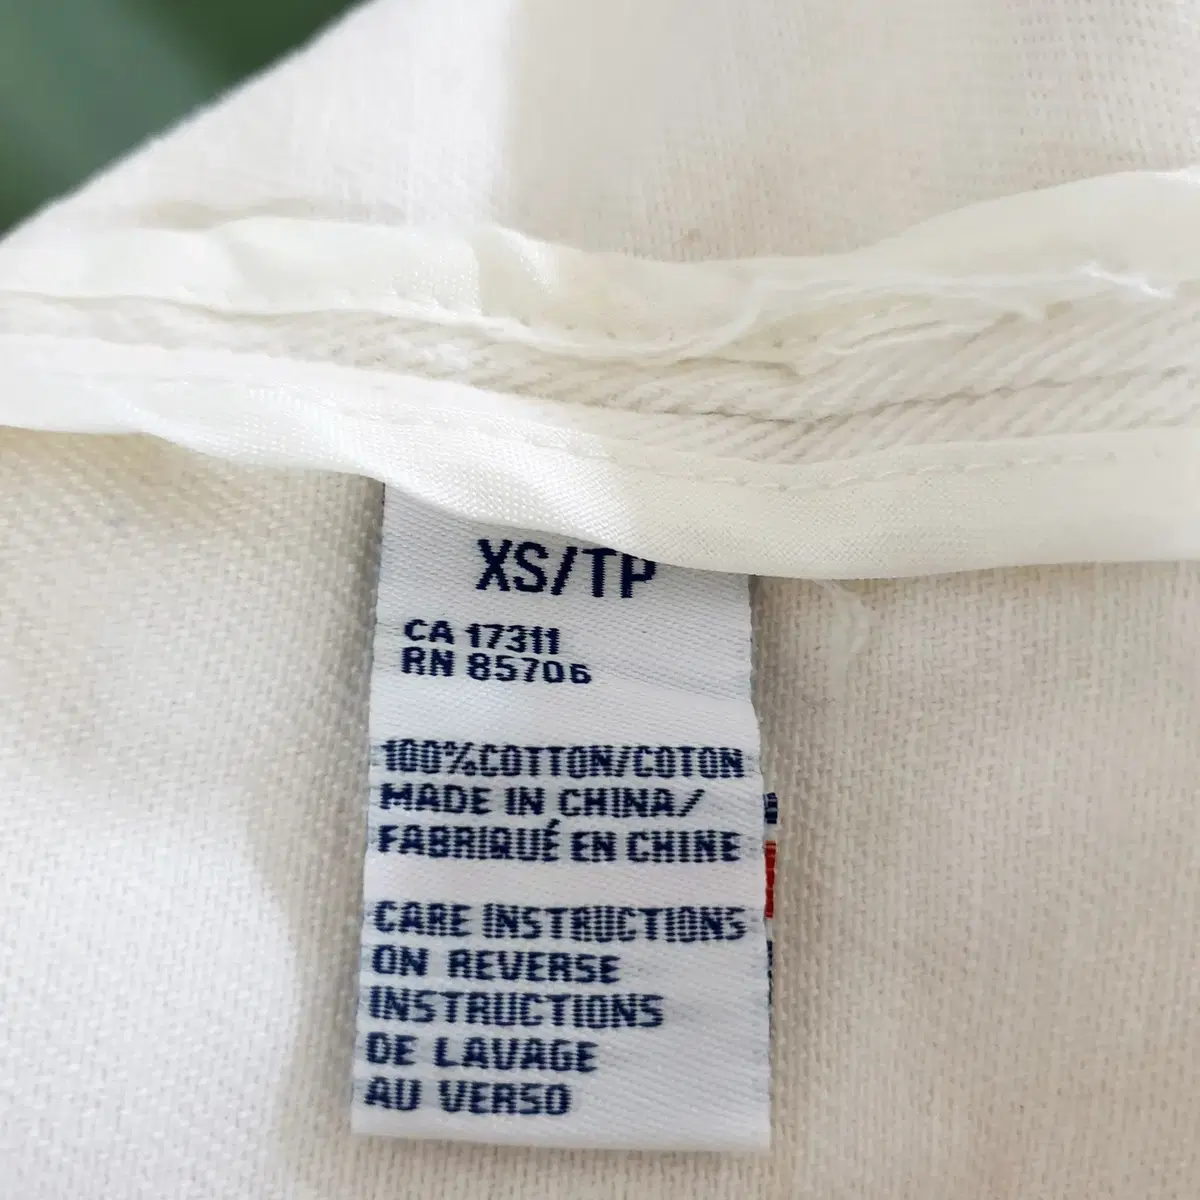 XS/TP
CA 17311
RN 85706
100%COTTON/COTON
MADE IN CHINA/
FABRIQUÉ EN CHINE
CARE INSTRUCTIONS
ON REVERSE
INSTRUCTIONS
DE LAVAGE
AU VERSO